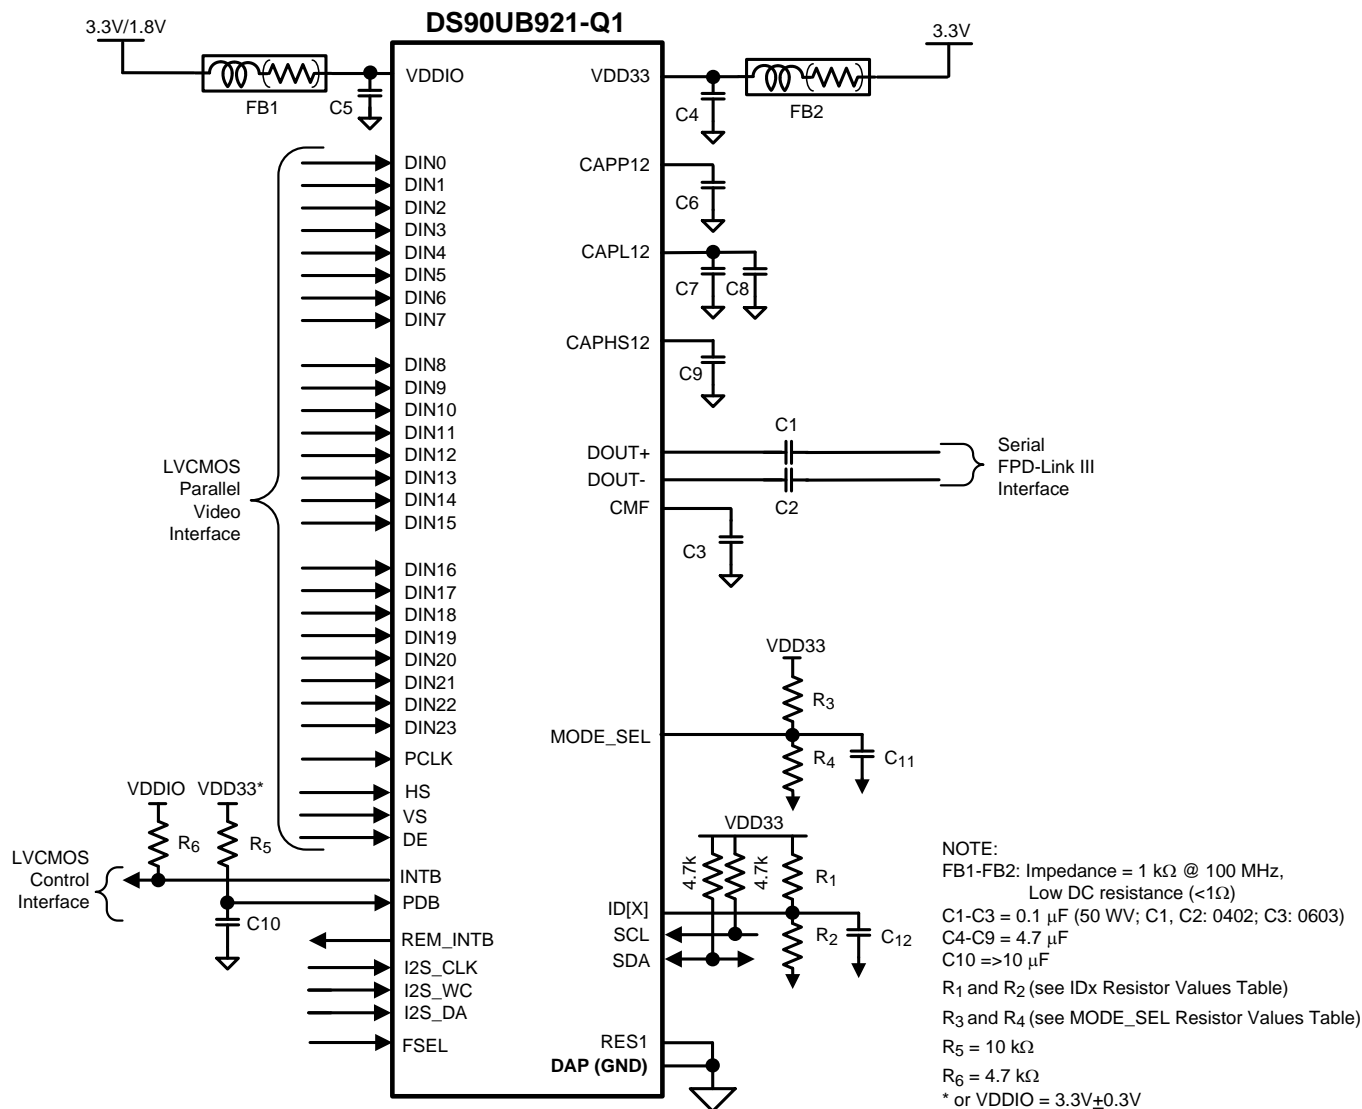 DS90UB921-Q1
3.3V/1.8V
FB1
C5
VDDIO
VDD33
C4
FB2
3.3V
LVCMOS
Parallel
Video
Interface
DIN0
DIN1
DIN2
DIN3
DIN4
DIN5
DIN6
DIN7
DIN8
DIN9
DIN10
DIN11
DIN12
DIN13
DIN14
DIN15
DIN16
DIN17
DIN18
DIN19
DIN20
DIN21
DIN22
DIN23
PCLK
HS
VS
DE
VDDIO
VDD33*
R6
R5
LVCMOS
Control
Interface
C10
INTB
PDB
REM_INTB
I2S_CLK
I2S_WC
I2S_DA
FSEL
CAPP12
C6
CAPL12
C7
C8
CAPHS12
C9
DOUT+
DOUT-
C1
C2
Serial
FPD-Link III
Interface
CMF
C3
VDD33
R3
MODE_SEL
R4
C11
VDD33
4.7k
4.7k
R1
ID[X]
SCL
SDA
R2
C12
RES1
DAP (GND)
NOTE:
FB1-FB2: Impedance = 1 kΩ @ 100 MHz,
Low DC resistance (<1Ω)
C1-C3 = 0.1 μF (50 WV; C1, C2: 0402; C3: 0603)
C4-C9 = 4.7 μF
C10 =>10 μF
R1 and R2 (see IDx Resistor Values Table)
R3 and R4 (see MODE_SEL Resistor Values Table)
R5 = 10 kΩ
R6 = 4.7 kΩ
* or VDDIO = 3.3V±0.3V